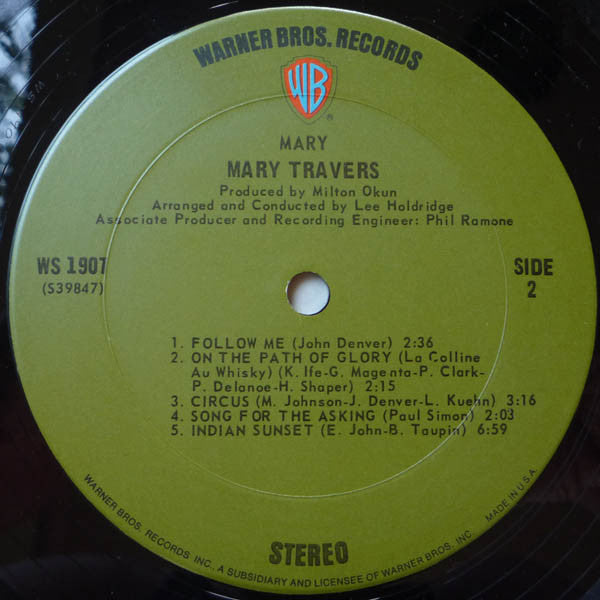 WARNER BROS. RECORDS
WB
®
MARY
MARY TRAVERS
Produced by Milton Okun
Arranged and Conducted by Lee Holdridge
Associate Producer and Recording Engineer: Phil Ramone
WS 1907
(S39847)
SIDE
2
1. FOLLOW ME (John Denver) 2:36
2. ON THE PATH OF GLORY (La Colline
Au Whisky) (K. Ife-G. Magenta-P. Clark-
P. Delanoe-H. Shaper) 2:15
3. CIRCUS (M. Johnson-J. Denver-L. Kuehn) 3:16
4. SONG FOR THE ASKING (Paul Simon) 2:03
5. INDIAN SUNSET (E. John-B. Taupin) 6:59
STEREO
WARNER BROS. RECORDS INC., A SUBSIDIARY AND LICENSEE OF WARNER BROS. INC. MADE IN U.S.A.